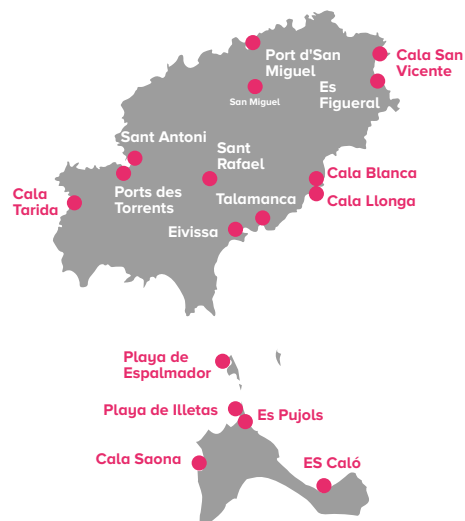 Port d'San
Miguel
Cala San
Vicente
Es
Figueral
San Miguel
Sant Antoni
Sant
Rafael
Cala Blanca
Cala
Tarida
Ports des
Torrents
Talamanca
Cala Llonga
Eivissa
Playa de
Espalmador
Playa de Illetas
Es Pujols
Cala Saona
ES Caló